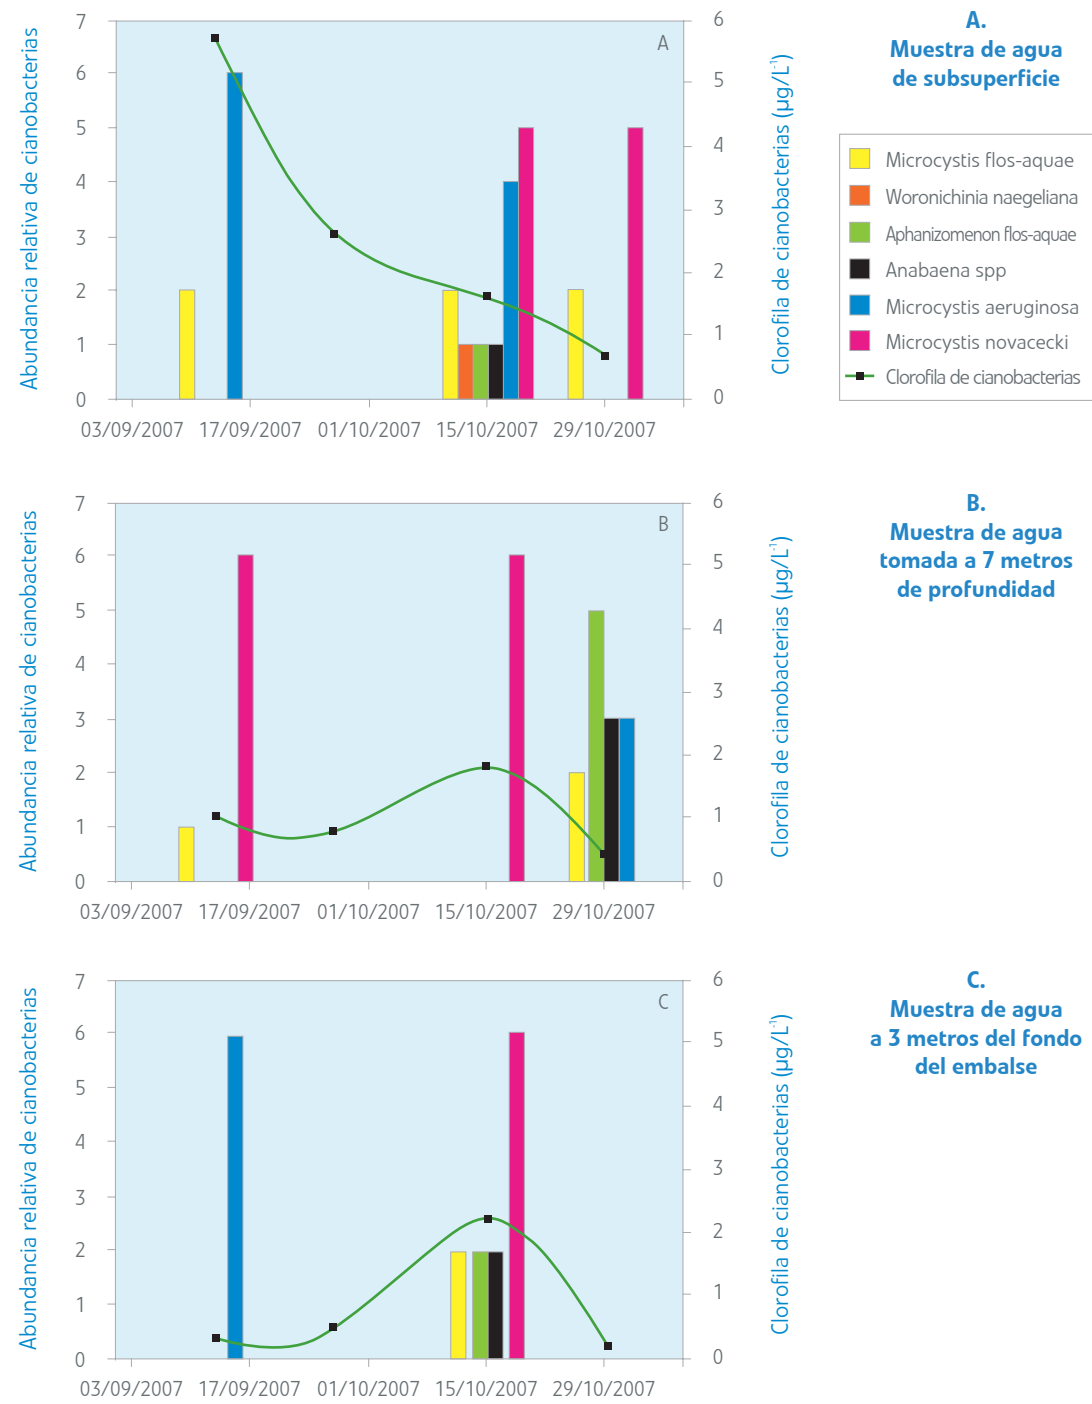 Abundancia relativa de cianobacterias
7
6
5
4
3
2
1
0
A
6
5
4
3
2
1
0
Clorofila de cianobacterias (µg/L⁻¹)
03/09/2007 17/09/2007 01/10/2007 15/10/2007 29/10/2007
A.
Muestra de agua
de subsuperficie
Microcystis flos-aquae
Woronichinia naegeliana
Aphanizomenon flos-aquae
Anabaena spp
Microcystis aeruginosa
Microcystis novacecki
Clorofila de cianobacterias
Abundancia relativa de cianobacterias
7
6
5
4
3
2
1
0
B
6
5
4
3
2
1
0
Clorofila de cianobacterias (µg/L⁻¹)
03/09/2007 17/09/2007 01/10/2007 15/10/2007 29/10/2007
B.
Muestra de agua
tomada a 7 metros
de profundidad
Abundancia relativa de cianobacterias
7
6
5
4
3
2
1
0
C
6
5
4
3
2
1
0
Clorofila de cianobacterias (µg/L⁻¹)
03/09/2007 17/09/2007 01/10/2007 15/10/2007 29/10/2007
C.
Muestra de agua
a 3 metros del fondo
del embalse